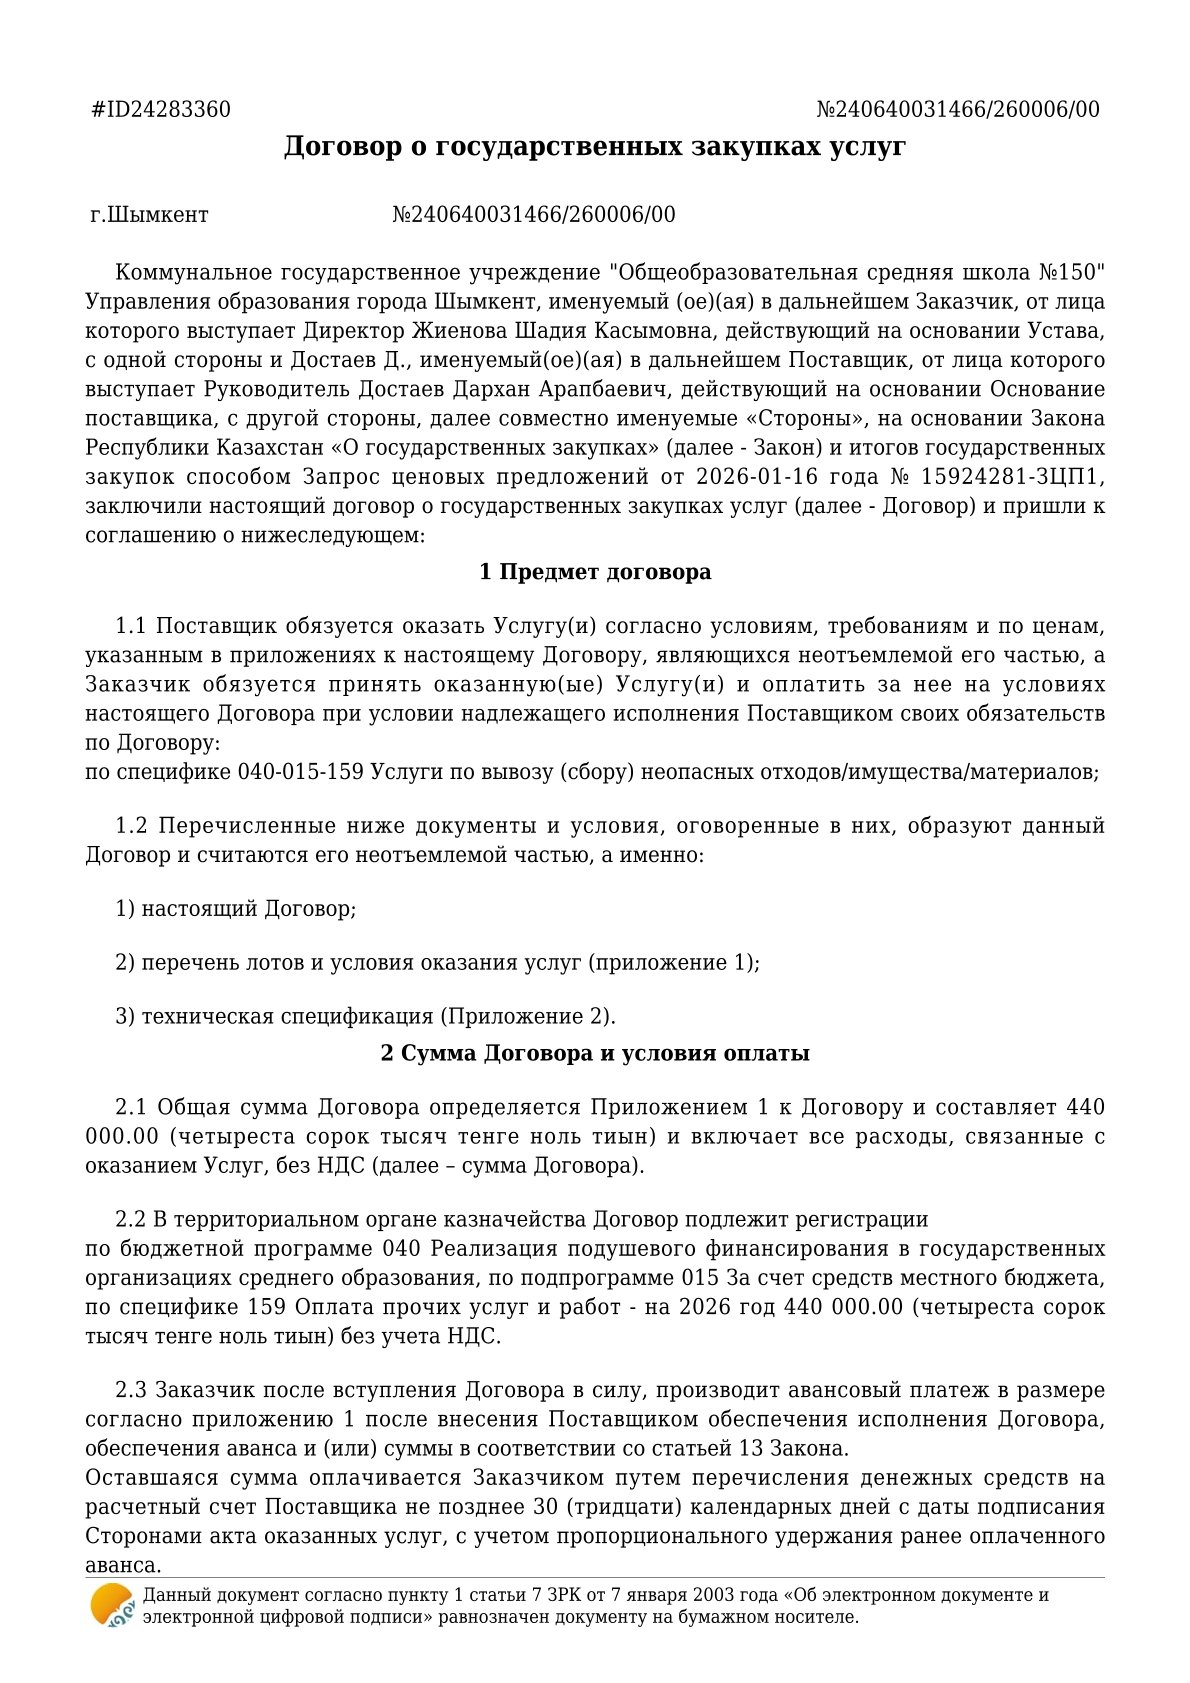 #ID24283360 №240640031466/260006/00
Договор о государственных закупках услуг
г.Шымкент №240640031466/260006/00
Коммунальное государственное учреждение "Общеобразовательная средняя школа №150"
Управления образования города Шымкент, именуемый (ое)(ая) в дальнейшем Заказчик, от лица
которого выступает Директор Жиенова Шадия Касымовна, действующий на основании Устава,
с одной стороны и Достаев Д., именуемый(ое)(ая) в дальнейшем Поставщик, от лица которого
выступает Руководитель Достаев Дархан Арапбаевич, действующий на основании Основание
поставщика, с другой стороны, далее совместно именуемые «Стороны», на основании Закона
Республики Казахстан «О государственных закупках» (далее - Закон) и итогов государственных
закупок способом Запрос ценовых предложений от 2026-01-16 года № 15924281-ЗЦП1,
заключили настоящий договор о государственных закупках услуг (далее - Договор) и пришли к
соглашению о нижеследующем:
1 Предмет договора
1.1 Поставщик обязуется оказать Услугу(и) согласно условиям, требованиям и по ценам,
указанным в приложениях к настоящему Договору, являющихся неотъемлемой его частью, а
Заказчик обязуется принять оказанную(ые) Услугу(и) и оплатить за нее на условиях
настоящего Договора при условии надлежащего исполнения Поставщиком своих обязательств
по Договору:
по специфике 040-015-159 Услуги по вывозу (сбору) неопасных отходов/имущества/материалов;
1.2 Перечисленные ниже документы и условия, оговоренные в них, образуют данный
Договор и считаются его неотъемлемой частью, а именно:
1) настоящий Договор;
2) перечень лотов и условия оказания услуг (приложение 1);
3) техническая спецификация (Приложение 2).
2 Сумма Договора и условия оплаты
2.1 Общая сумма Договора определяется Приложением 1 к Договору и составляет 440
000.00 (четыреста сорок тысяч тенге ноль тиын) и включает все расходы, связанные с
оказанием Услуг, без НДС (далее – сумма Договора).
2.2 В территориальном органе казначейства Договор подлежит регистрации
по бюджетной программе 040 Реализация подушевого финансирования в государственных
организациях среднего образования, по подпрограмме 015 За счет средств местного бюджета,
по специфике 159 Оплата прочих услуг и работ - на 2026 год 440 000.00 (четыреста сорок
тысяч тенге ноль тиын) без учета НДС.
2.3 Заказчик после вступления Договора в силу, производит авансовый платеж в размере
согласно приложению 1 после внесения Поставщиком обеспечения исполнения Договора,
обеспечения аванса и (или) суммы в соответствии со статьей 13 Закона.
Оставшаяся сумма оплачивается Заказчиком путем перечисления денежных средств на
расчетный счет Поставщика не позднее 30 (тридцати) календарных дней с даты подписания
Сторонами акта оказанных услуг, с учетом пропорционального удержания ранее оплаченного
аванса.
Данный документ согласно пункту 1 статьи 7 ЗРК от 7 января 2003 года «Об электронном документе и
электронной цифровой подписи» равнозначен документу на бумажном носителе.